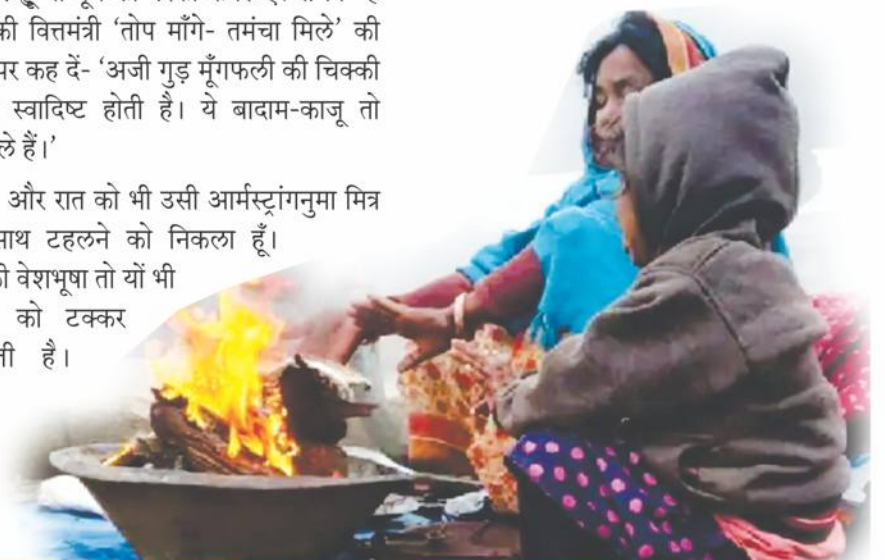 की वित्तमंत्री ‘तोप माँगे- तमंचा मिले’ की
पर कह दें- ‘अजी गुड़ मूँगफली की चिक्की
स्वादिष्ट होती है। ये बादाम-काजू तो
ले हैं।’
और रात को भी उसी आर्मस्ट्रांगनुमा मित्र
साथ टहलने को निकला हूँ।
वेशभूषा तो यों भी
को टक्कर
है।